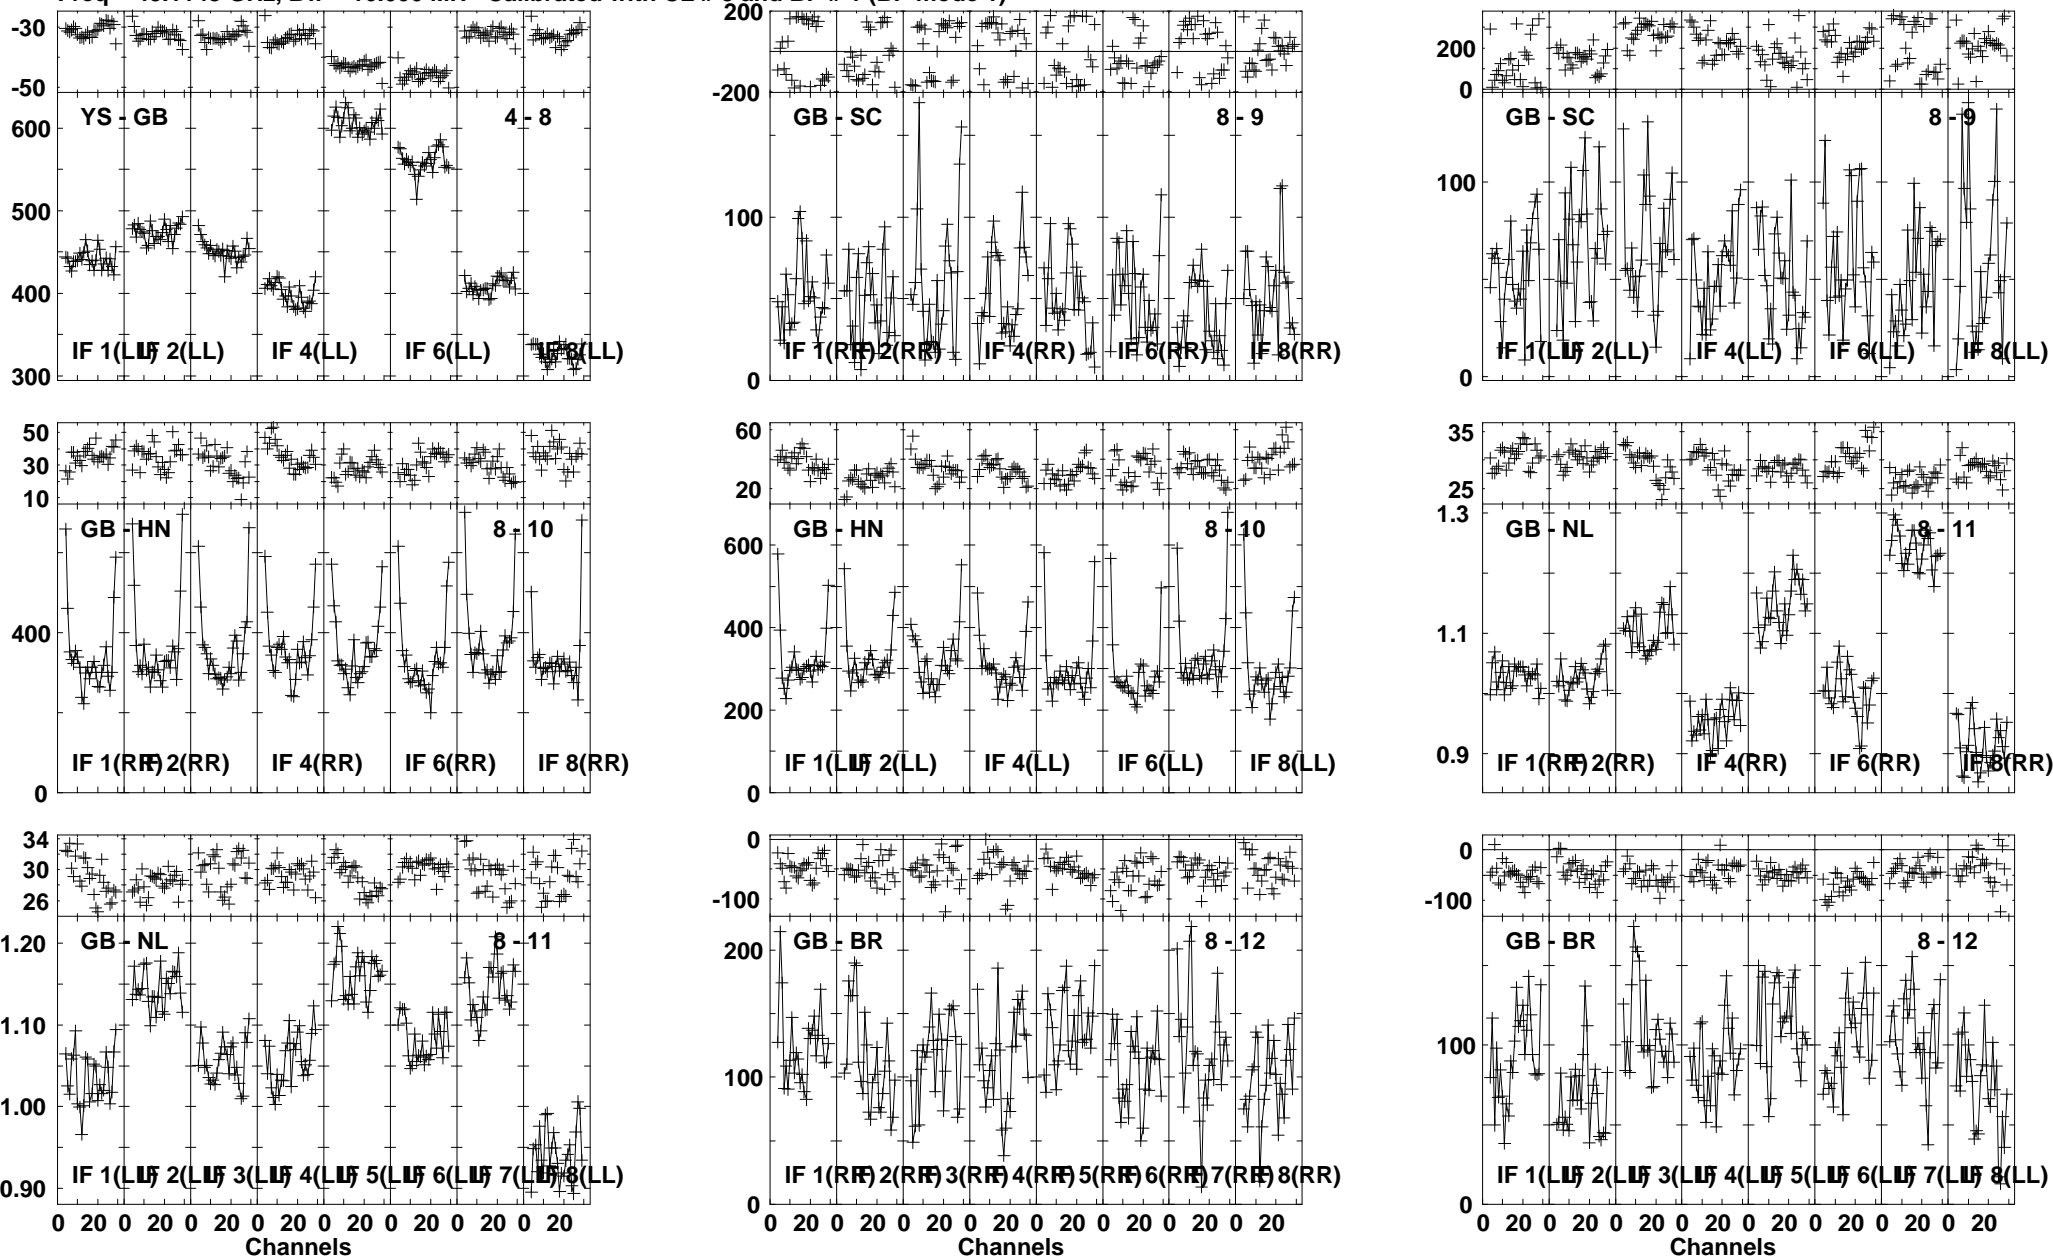 -30
-50
600
500
400
300
YS - GB 4 - 8
IF 1(LL) IF 2(LL) IF 4(LL) IF 6(LL) IF 8(LL)
200
-200
100
0
GB - SC 8 - 9
IF 1(RR) IF 2(RR) IF 4(RR) IF 6(RR) IF 8(RR)
200
0
100
0
GB - SC 8 - 9
IF 1(LL) IF 2(LL) IF 4(LL) IF 6(LL) IF 8(LL)
50
30
10
400
0
GB - HN 8 - 10
IF 1(RR) IF 2(RR) IF 4(RR) IF 6(RR) IF 8(RR)
60
20
600
400
200
0
GB - HN 8 - 10
IF 1(LL) IF 2(LL) IF 4(LL) IF 6(LL) IF 8(LL)
35
25
1.3
1.1
0.9
GB - NL 8 - 11
IF 1(RR) IF 2(RR) IF 4(RR) IF 6(RR) IF 8(RR)
34
30
26
1.20
1.10
1.00
0.90
GB - NL 8 - 11
IF 1(LL) IF 2(LL) IF 3(LL) IF 4(LL) IF 5(LL) IF 6(LL) IF 7(LL) IF 8(LL)
0 20 0 20 0 20 0 20 0 20 0 20 0 20 0 20
Channels
0
-100
200
100
0
GB - BR 8 - 12
IF 1(RR) IF 2(RR) IF 3(RR) IF 4(RR) IF 5(RR) IF 6(RR) IF 7(RR) IF 8(RR)
0 20 0 20 0 20 0 20 0 20 0 20 0 20 0 20
Channels
0
-100
100
0
GB - BR 8 - 12
IF 1(LL) IF 2(LL) IF 3(LL) IF 4(LL) IF 5(LL) IF 6(LL) IF 7(LL) IF 8(LL)
0 20 0 20 0 20 0 20 0 20 0 20 0 20 0 20
Channels